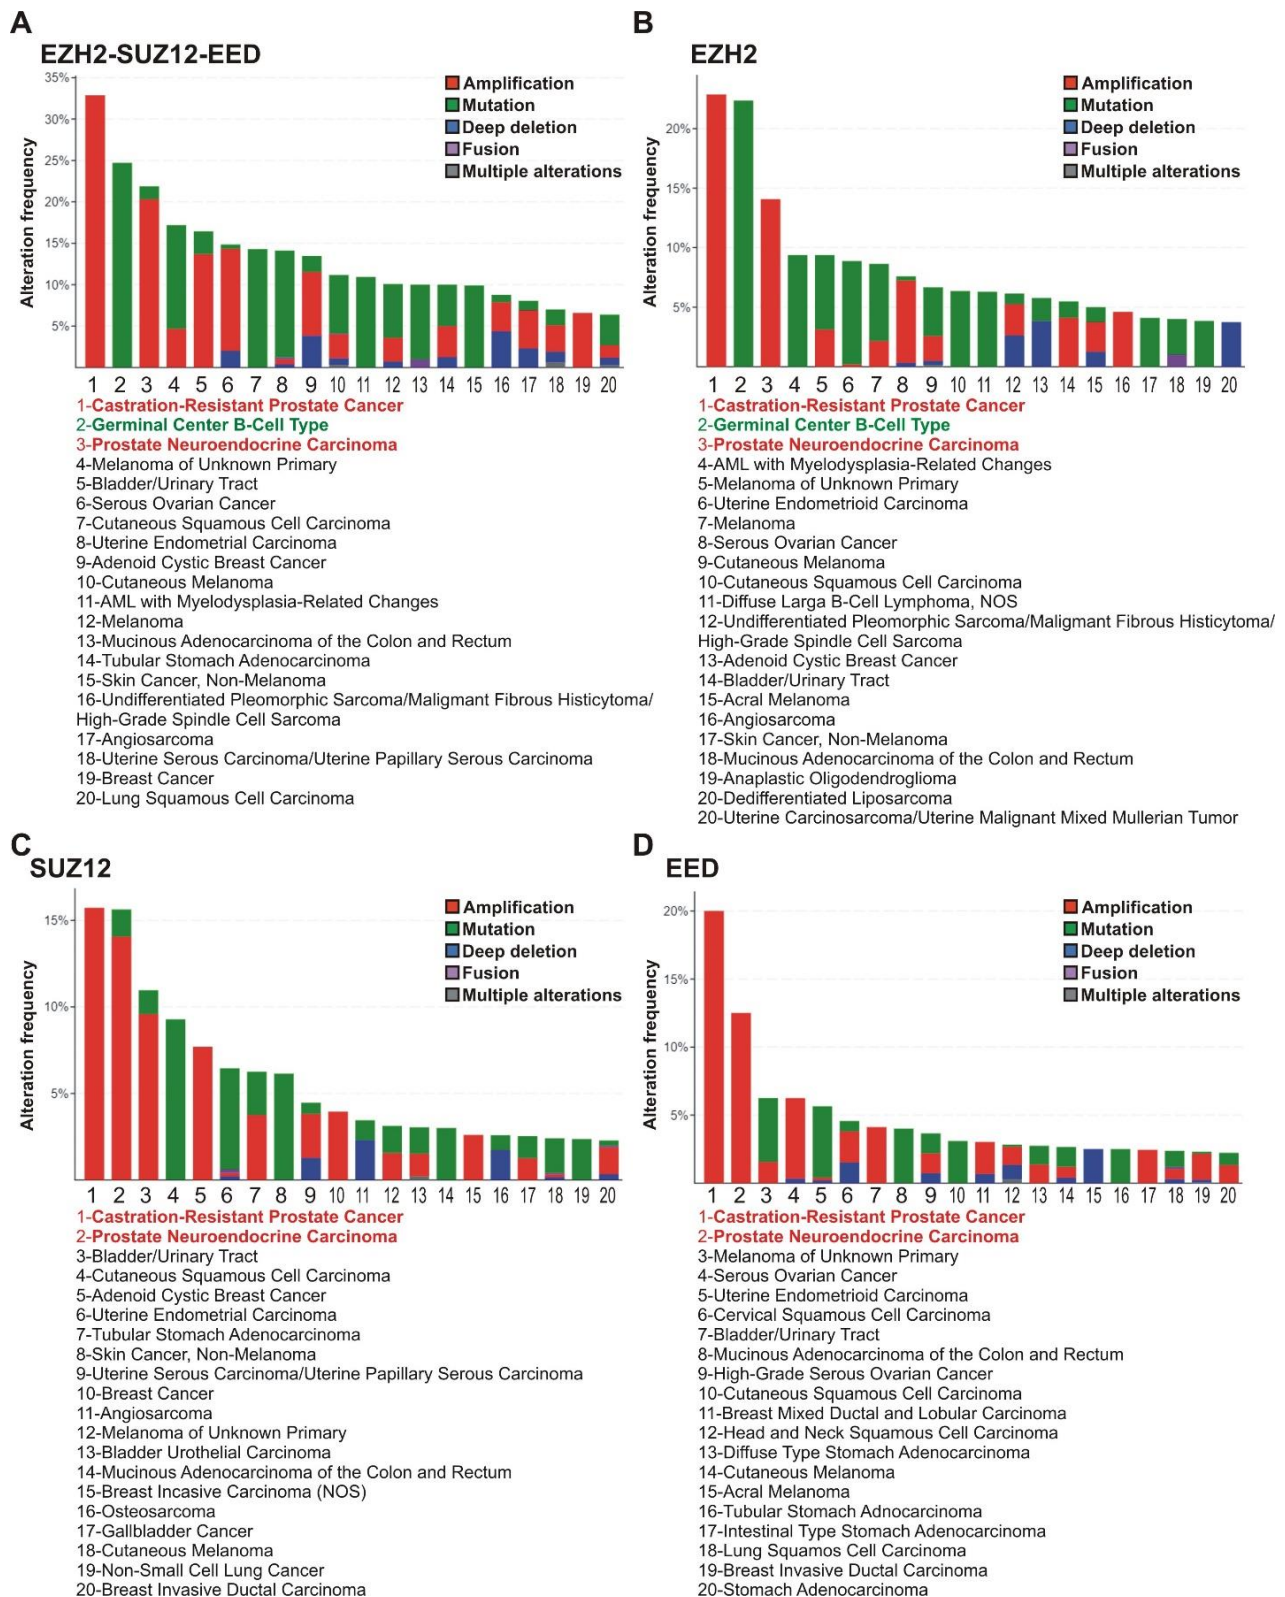 A
EZH2-SUZ12-EED
Amplification
Mutation
Deep deletion
Fusion
Multiple alterations
Alteration frequency
35%
30%
25%
20%
15%
10%
5%
1 2 3 4 5 6 7 8 9 10 11 12 13 14 15 16 17 18 19 20
1-Castration-Resistant Prostate Cancer
2-Germinal Center B-Cell Type
3-Prostate Neuroendocrine Carcinoma
4-Melanoma of Unknown Primary
5-Bladder/Urinary Tract
6-Serous Ovarian Cancer
7-Cutaneous Squamous Cell Carcinoma
8-Uterine Endometrial Carcinoma
9-Adenoid Cystic Breast Cancer
10-Cutaneous Melanoma
11-AML with Myelodysplasia-Related Changes
12-Melanoma
13-Mucinous Adenocarcinoma of the Colon and Rectum
14-Tubular Stomach Adenocarcinoma
15-Skin Cancer, Non-Melanoma
16-Undifferentiated Pleomorphic Sarcoma/Maligmant Fibrous Histicytoma/
High-Grade Spindle Cell Sarcoma
17-Angiosarcoma
18-Uterine Serous Carcinoma/Uterine Papillary Serous Carcinoma
19-Breast Cancer
20-Lung Squamous Cell Carcinoma
B
EZH2
Amplification
Mutation
Deep deletion
Fusion
Multiple alterations
Alteration frequency
20%
15%
10%
5%
1 2 3 4 5 6 7 8 9 10 11 12 13 14 15 16 17 18 19 20
1-Castration-Resistant Prostate Cancer
2-Germinal Center B-Cell Type
3-Prostate Neuroendocrine Carcinoma
4-AML with Myelodysplasia-Related Changes
5-Melanoma of Unknown Primary
6-Uterine Endometrioid Carcinoma
7-Melanoma
8-Serous Ovarian Cancer
9-Cutaneous Melanoma
10-Cutaneous Squamous Cell Carcinoma
11-Diffuse Larga B-Cell Lymphoma, NOS
12-Undifferentiated Pleomorphic Sarcoma/Maligmant Fibrous Histicytoma/
High-Grade Spindle Cell Sarcoma
13-Adenoid Cystic Breast Cancer
14-Bladder/Urinary Tract
15-Acral Melanoma
16-Angiosarcoma
17-Skin Cancer, Non-Melanoma
18-Mucinous Adenocarcinoma of the Colon and Rectum
19-Anaplastic Oligodendroglioma
20-Dedifferentiated Liposarcoma
20-Uterine Carcinosarcoma/Uterine Malignant Mixed Mullerian Tumor
C
SUZ12
Amplification
Mutation
Deep deletion
Fusion
Multiple alterations
Alteration frequency
15%
10%
5%
1 2 3 4 5 6 7 8 9 10 11 12 13 14 15 16 17 18 19 20
1-Castration-Resistant Prostate Cancer
2-Prostate Neuroendocrine Carcinoma
3-Bladder/Urinary Tract
4-Cutaneous Squamous Cell Carcinoma
5-Adenoid Cystic Breast Cancer
6-Uterine Endometrial Carcinoma
7-Tubular Stomach Adenocarcinoma
8-Skin Cancer, Non-Melanoma
9-Uterine Serous Carcinoma/Uterine Papillary Serous Carcinoma
10-Breast Cancer
11-Angiosarcoma
12-Melanoma of Unknown Primary
13-Bladder Urothelial Carcinoma
14-Mucinous Adenocarcinoma of the Colon and Rectum
15-Breast Incasive Carcinoma (NOS)
16-Osteosarcoma
17-Gallbladder Cancer
18-Cutaneous Melanoma
19-Non-Small Cell Lung Cancer
20-Breast Invasive Ductal Carcinoma
D
EED
Amplification
Mutation
Deep deletion
Fusion
Multiple alterations
Alteration frequency
20%
15%
10%
5%
1 2 3 4 5 6 7 8 9 10 11 12 13 14 15 16 17 18 19 20
1-Castration-Resistant Prostate Cancer
2-Prostate Neuroendocrine Carcinoma
3-Melanoma of Unknown Primary
4-Serous Ovarian Cancer
5-Uterine Endometrioid Carcinoma
6-Cervical Squamous Cell Carcinoma
7-Bladder/Urinary Tract
8-Mucinous Adenocarcinoma of the Colon and Rectum
9-High-Grade Serous Ovarian Cancer
10-Cutaneous Squamous Cell Carcinoma
11-Breast Mixed Ductal and Lobular Carcinoma
12-Head and Neck Squamous Cell Carcinoma
13-Diffuse Type Stomach Adenocarcinoma
14-Cutaneous Melanoma
15-Acral Melanoma
16-Tubular Stomach Adnocarcinoma
17-Intestinal Type Stomach Adenocarcinoma
18-Lung Squamos Cell Carcinoma
19-Breast Invasive Ductal Carcinoma
20-Stomach Adenocarcinoma